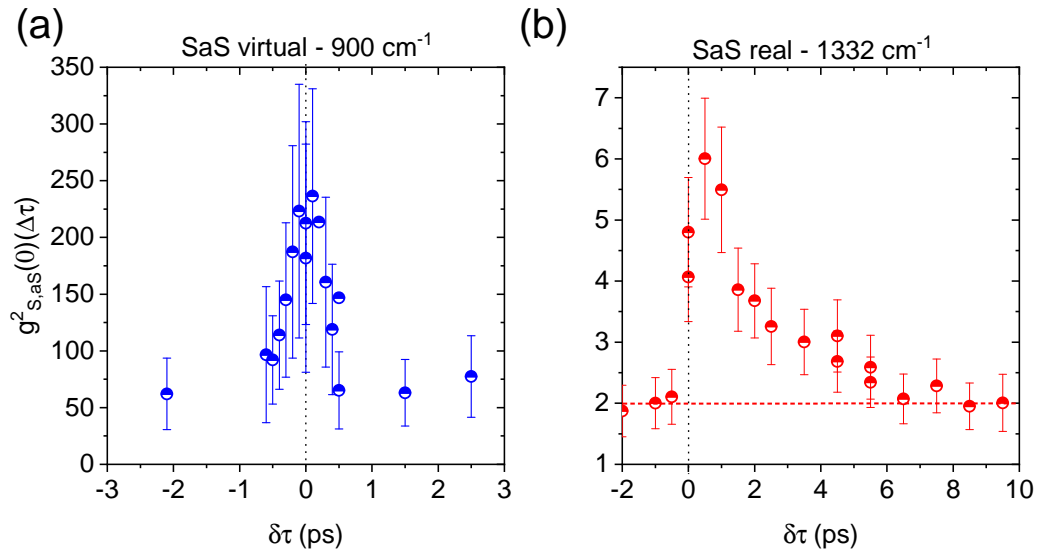 (a)
SaS virtual - 900 cm⁻¹
g²S,aS(0)(Δτ)
350
300
250
200
150
100
50
0
-3 -2 -1 0 1 2 3
δτ (ps)
(b)
SaS real - 1332 cm⁻¹
7
6
5
4
3
2
1
-2 0 2 4 6 8 10
δτ (ps)